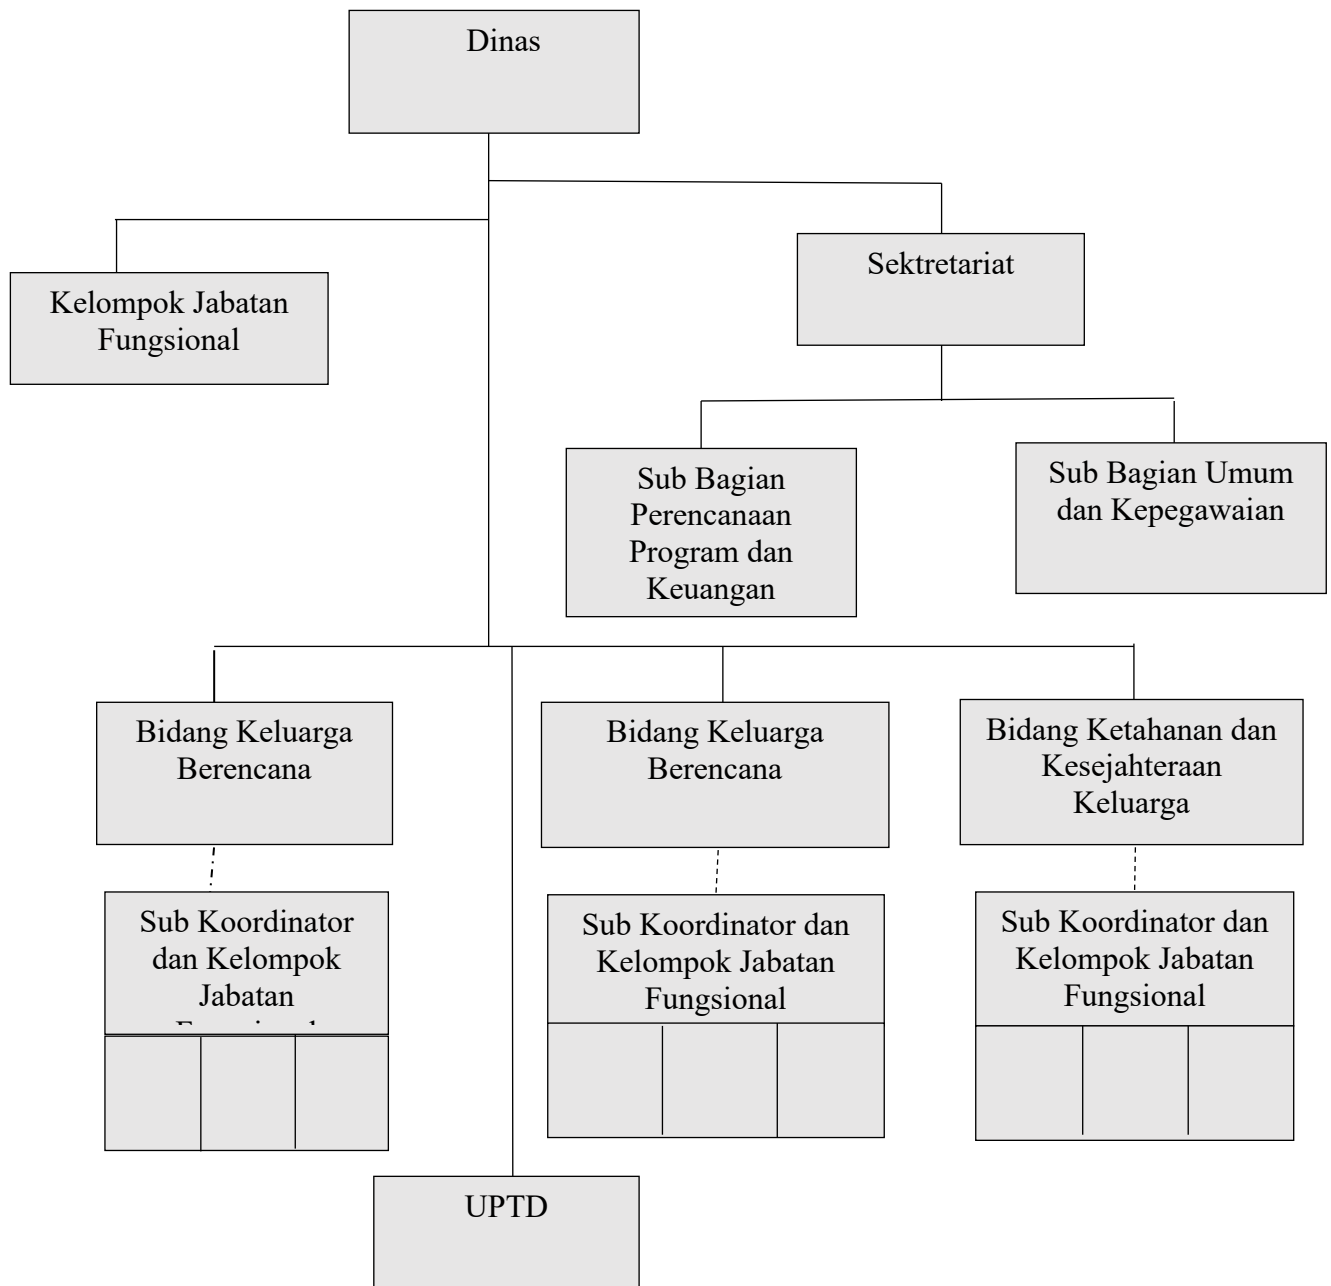 Dinas
Sektretariat
Kelompok Jabatan
Fungsional
Sub Bagian
Perencanaan
Program dan
Keuangan
Sub Bagian Umum
dan Kepegawaian
Bidang Keluarga
Berencana
Bidang Keluarga
Berencana
Bidang Ketahanan dan
Kesejahteraan
Keluarga
Sub Koordinator
dan Kelompok
Jabatan
Sub Koordinator dan
Kelompok Jabatan
Fungsional
Sub Koordinator dan
Kelompok Jabatan
Fungsional
UPTD